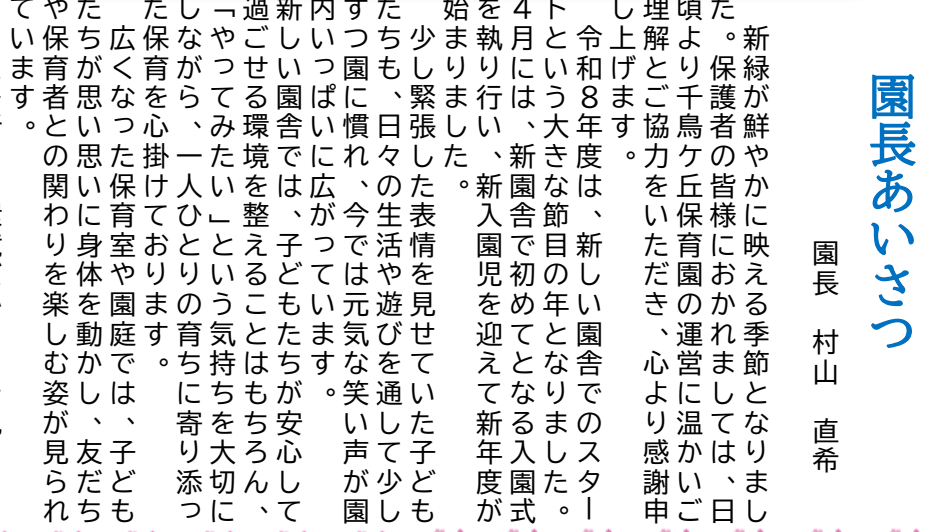 園長あいさつ
園長　村山　直希
新緑が鮮やかに映える季節となりまし
た。保護者の皆様におかれましては、日
頃より千鳥ケ丘保育園の運営に温かいご
理解とご協力をいただき、心より感謝申
し上げます。
令和８年度は、新しい園舎でのスター
トという大きな節目の年となりました。
４月には、新園舎で初めてとなる入園式
を執り行い、新入園児を迎えて新年度が
始まりました。
少し緊張した表情を見せていた子ども
たちも、日々の生活や遊びを通して少し
ずつ園に慣れ、今では元気な笑い声が園
内いっぱいに広がっています。
新しい園舎では、子どもたちが安心して
過ごせる環境を整えることはもちろん、
「やってみたい」という気持ちを大切に
しながら、一人ひとりの育ちに寄り添っ
た保育を心掛けております。
広くなった保育室や園庭では、子ども
たちが思い思いに身体を動かし、友だち
や保育者との関わりを楽しむ姿が見られ
ています。